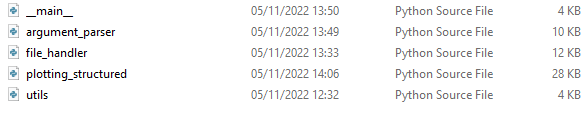 __main__ 05/11/2022 13:50 Python Source File 4 KB
argument_parser 05/11/2022 13:49 Python Source File 10 KB
file_handler 05/11/2022 13:33 Python Source File 12 KB
plotting_structured 05/11/2022 14:06 Python Source File 28 KB
utils 05/11/2022 12:32 Python Source File 4 KB